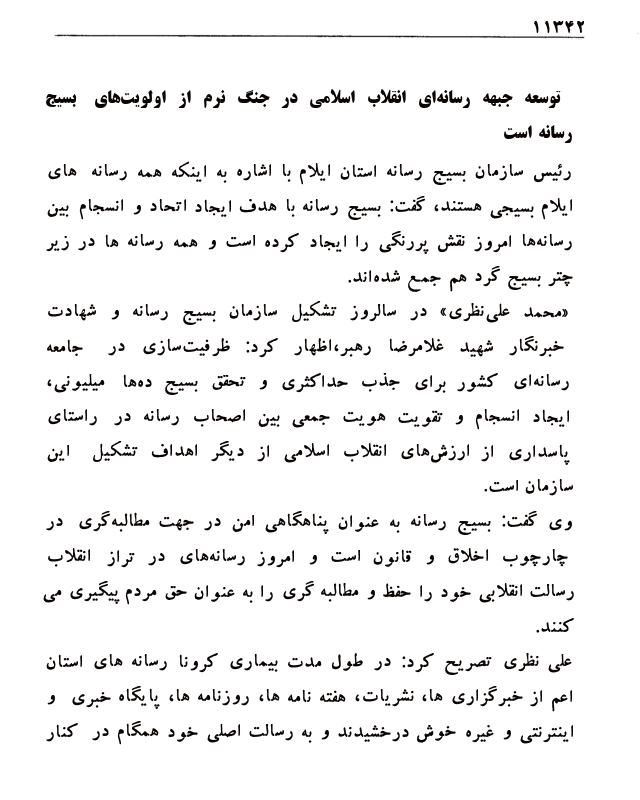 ۱۱۳۴۲
توسعه جبهه رسانه‌ای انقلاب اسلامی در جنگ نرم از اولویت‌های بسیج
رسانه است
رئیس سازمان بسیج رسانه استان ایلام با اشاره به اینکه همه رسانه های
ایلام بسیجی هستند، گفت: بسیج رسانه با هدف ایجاد اتحاد و انسجام بین
رسانه‌ها امروز نقش پررنگی را ایجاد کرده است و همه رسانه ها در زیر
چتر بسیج گرد هم جمع شده‌اند.
«محمد علی‌نظری» در سالروز تشکیل سازمان بسیج رسانه و شهادت
خبرنگار شهید غلامرضا رهبر،اظهار کرد: ظرفیت‌سازی در جامعه
رسانه‌ای کشور برای جذب حداکثری و تحقق بسیج ده‌ها میلیونی،
ایجاد انسجام و تقویت هویت جمعی بین اصحاب رسانه در راستای
پاسداری از ارزش‌های انقلاب اسلامی از دیگر اهداف تشکیل این
سازمان است.
وی گفت: بسیج رسانه به عنوان پناهگاهی امن در جهت مطالبه‌گری در
چارچوب اخلاق و قانون است و امروز رسانه‌های در تراز انقلاب
رسالت انقلابی خود را حفظ و مطالبه گری را به عنوان حق مردم پیگیری می
کنند.
علی نظری تصریح کرد: در طول مدت بیماری کرونا رسانه های استان
اعم از خبرگزاری ها، نشریات، هفته نامه ها، روزنامه ها، پایگاه خبری و
اینترنتی و غیره خوش درخشیدند و به رسالت اصلی خود همگام در کنار